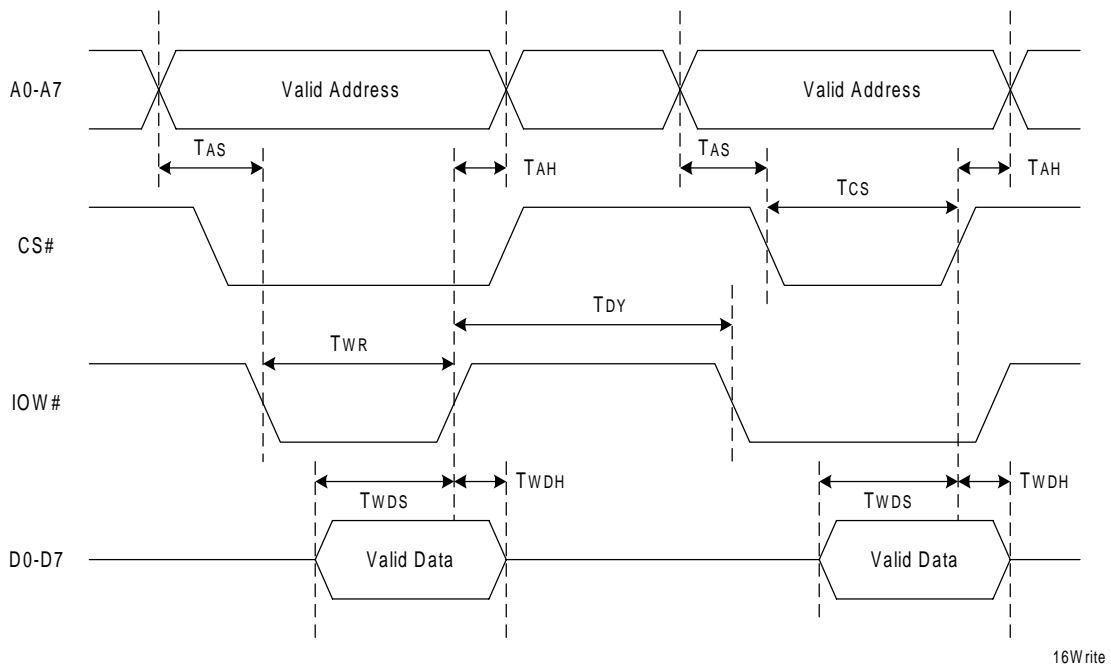 A0-A7
Valid Address
Valid Address
TAS
TAH
TAS
TAH
TCS
CS#
TDY
TWR
IOW#
TWDS
TWDH
TWDS
TWDH
D0-D7
Valid Data
Valid Data
16Write